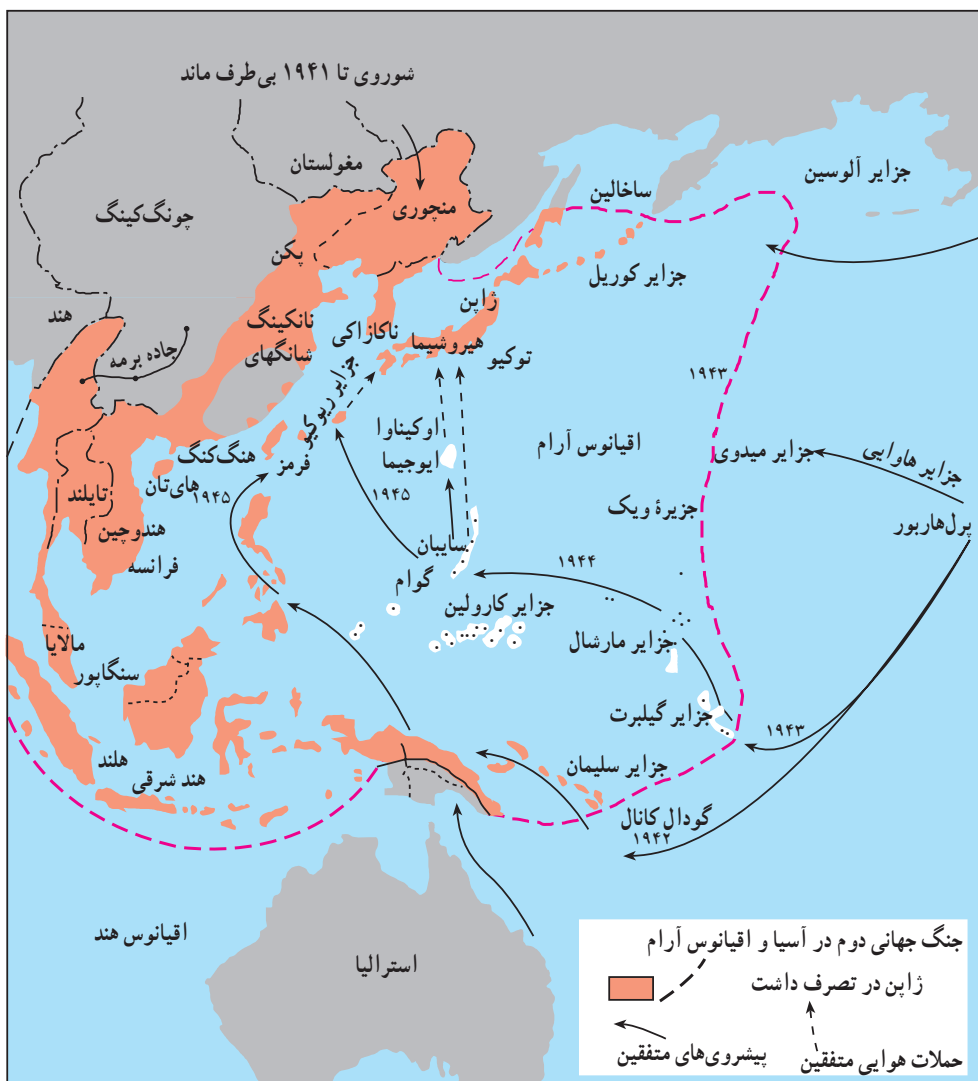 شوروی تا ۱۹۴۱ بی‌طرف ماند
مغولستان
جزایر آلوسین
ساخالین
منچوری
چونگ‌کینگ
پکن
جزایر کوریل
ژاپن
هند
نانکینگ
ناکازاکی
شانگهای
هیروشیما
توکیو
جاده برمه
۱۹۴۳
جزایر ریوکیو
اوکیناوا
ایوجیما
اقیانوس آرام
جزایر میدوی
جزایر هاوایی
هنگ‌کنگ
فرمز
های‌تان
۱۹۴۵
۱۹۴۵
تایلند
هندوچین
فرانسه
جزیرهٔ ویک
پرل‌هاربور
سایبان
گوام
۱۹۴۴
جزایر کارولین
جزایر مارشال
مالایا
سنگاپور
جزایر گیلبرت
۱۹۴۳
هلند
هند شرقی
جزایر سلیمان
گودال کانال
۱۹۴۲
اقیانوس هند
استرالیا
جنگ جهانی دوم در آسیا و اقیانوس آرام
ژاپن در تصرف داشت
حملات هوایی متفقین
پیشروی‌های متفقین